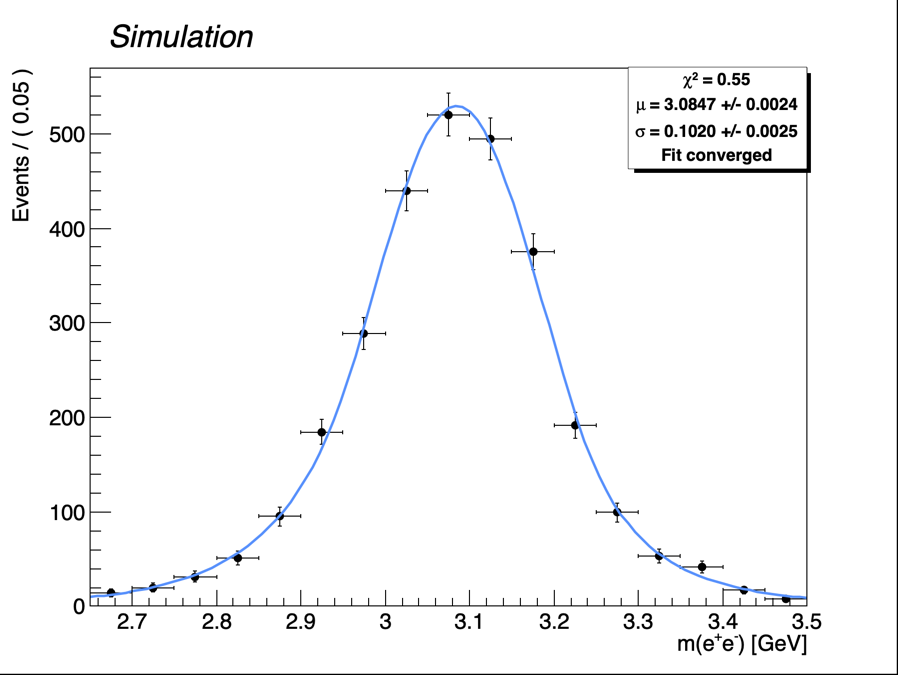 Simulation
χ² = 0.55
μ = 3.0847 +/- 0.0024
σ = 0.1020 +/- 0.0025
Fit converged
Events / ( 0.05 )
500
400
300
200
100
0
2.7 2.8 2.9 3 3.1 3.2 3.3 3.4 3.5
m(e⁺e⁻) [GeV]